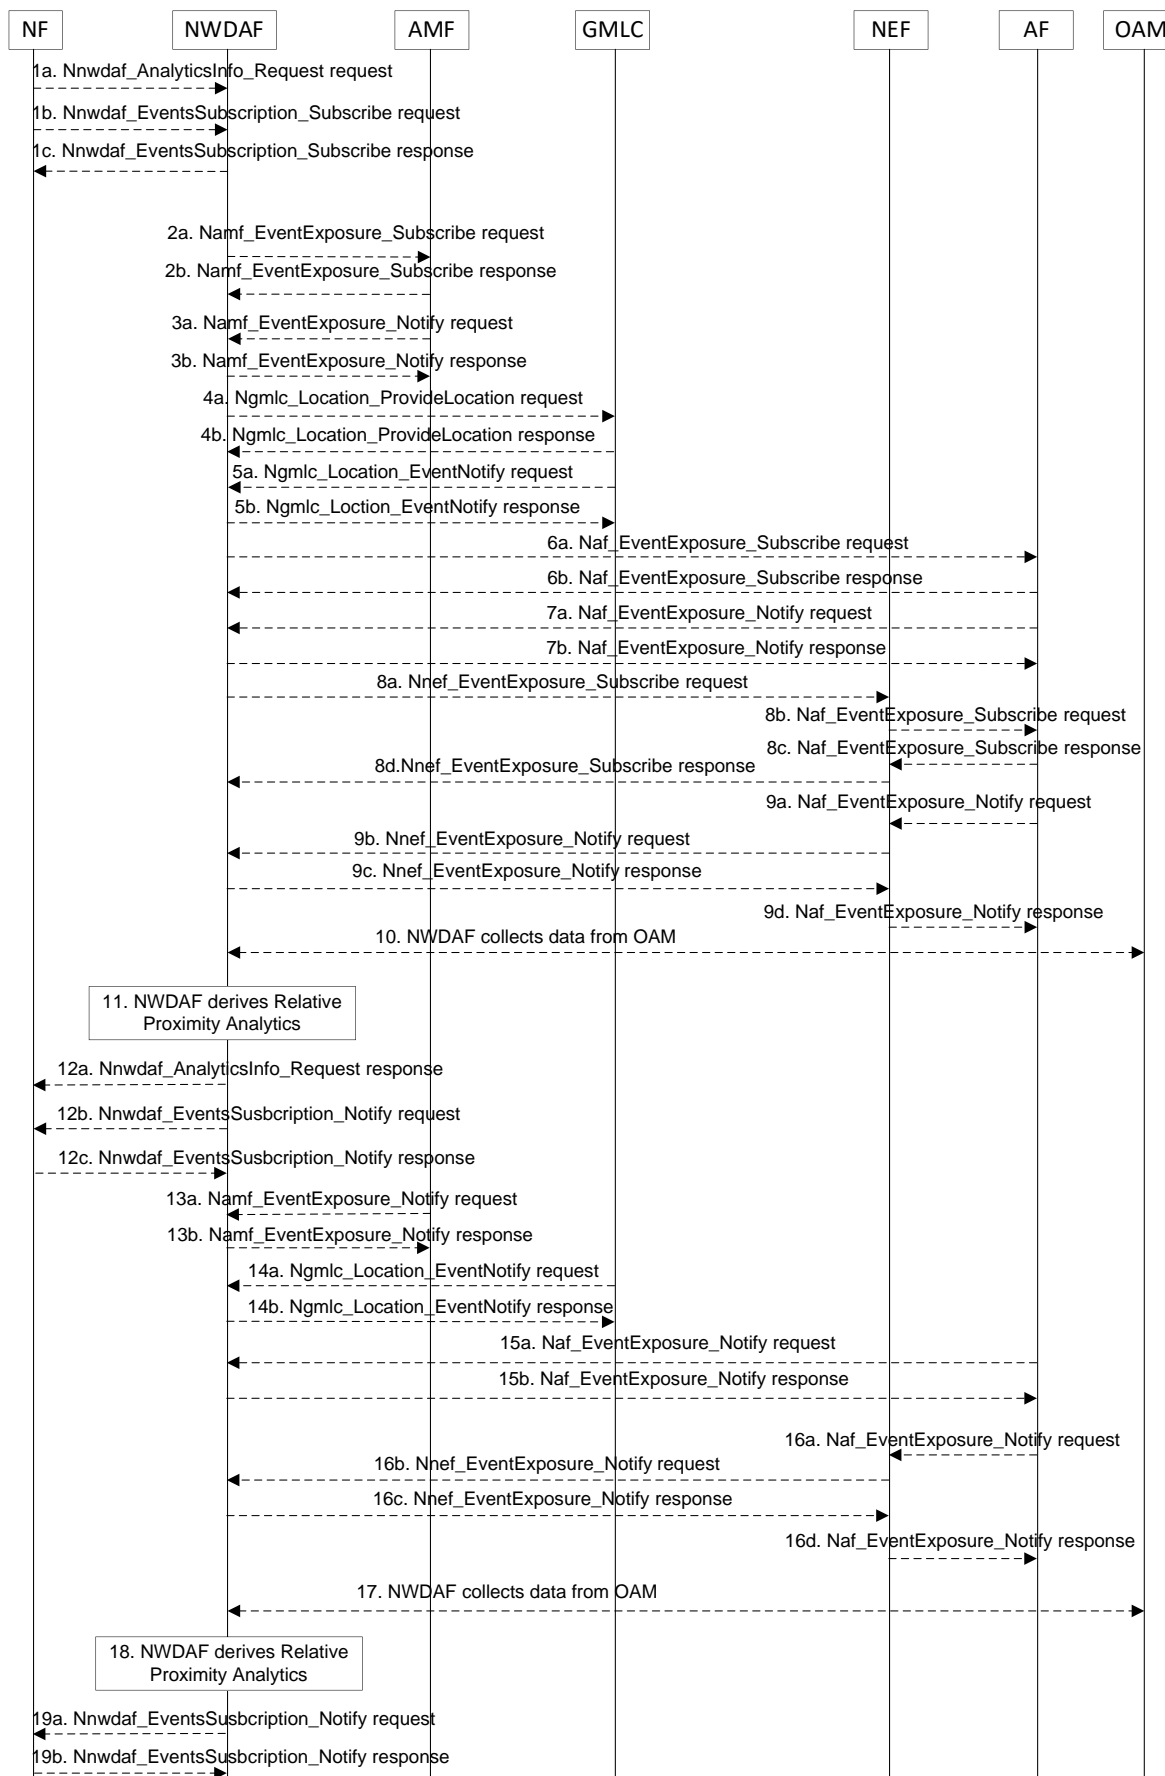 NF NWDAF AMF GMLC NEF AF OAM
1a. Nnwdaf_AnalyticsInfo_Request request
1b. Nnwdaf_EventsSubscription_Subscribe request
1c. Nnwdaf_EventsSubscription_Subscribe response
2a. Namf_EventExposure_Subscribe request
2b. Namf_EventExposure_Subscribe response
3a. Namf_EventExposure_Notify request
3b. Namf_EventExposure_Notify response
4a. Ngmlc_Location_ProvideLocation request
4b. Ngmlc_Location_ProvideLocation response
5a. Ngmlc_Location_EventNotify request
5b. Ngmlc_Loction_EventNotify response
6a. Naf_EventExposure_Subscribe request
6b. Naf_EventExposure_Subscribe response
7a. Naf_EventExposure_Notify request
7b. Naf_EventExposure_Notify response
8a. Nnef_EventExposure_Subscribe request
8b. Naf_EventExposure_Subscribe request
8c. Naf_EventExposure_Subscribe response
8d.Nnef_EventExposure_Subscribe response
9a. Naf_EventExposure_Notify request
9b. Nnef_EventExposure_Notify request
9c. Nnef_EventExposure_Notify response
9d. Naf_EventExposure_Notify response
10. NWDAF collects data from OAM
11. NWDAF derives Relative
Proximity Analytics
12a. Nnwdaf_AnalyticsInfo_Request response
12b. Nnwdaf_EventsSusbcription_Notify request
12c. Nnwdaf_EventsSusbcription_Notify response
13a. Namf_EventExposure_Notify request
13b. Namf_EventExposure_Notify response
14a. Ngmlc_Location_EventNotify request
14b. Ngmlc_Location_EventNotify response
15a. Naf_EventExposure_Notify request
15b. Naf_EventExposure_Notify response
16a. Naf_EventExposure_Notify request
16b. Nnef_EventExposure_Notify request
16c. Nnef_EventExposure_Notify response
16d. Naf_EventExposure_Notify response
17. NWDAF collects data from OAM
18. NWDAF derives Relative
Proximity Analytics
19a. Nnwdaf_EventsSusbcription_Notify request
19b. Nnwdaf_EventsSusbcription_Notify response